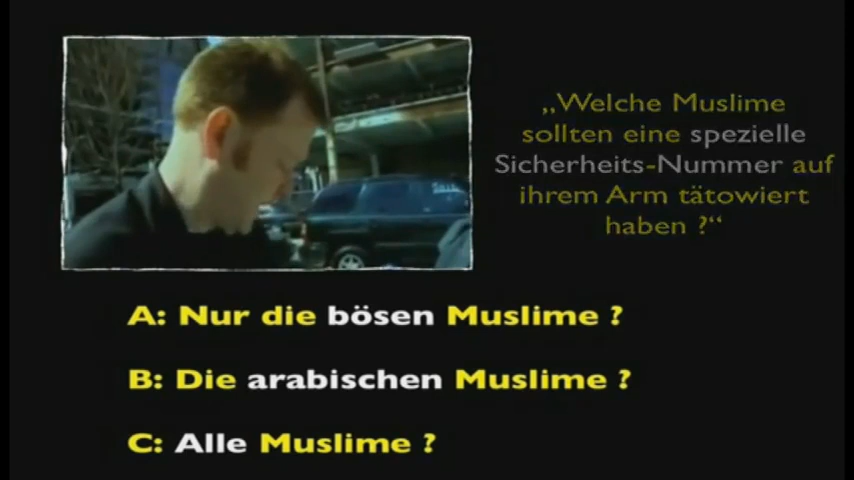 „Welche Muslime
sollten eine spezielle
Sicherheits-Nummer auf
ihrem Arm tätowiert
haben ?“
A: Nur die bösen Muslime ?
B: Die arabischen Muslime ?
C: Alle Muslime ?